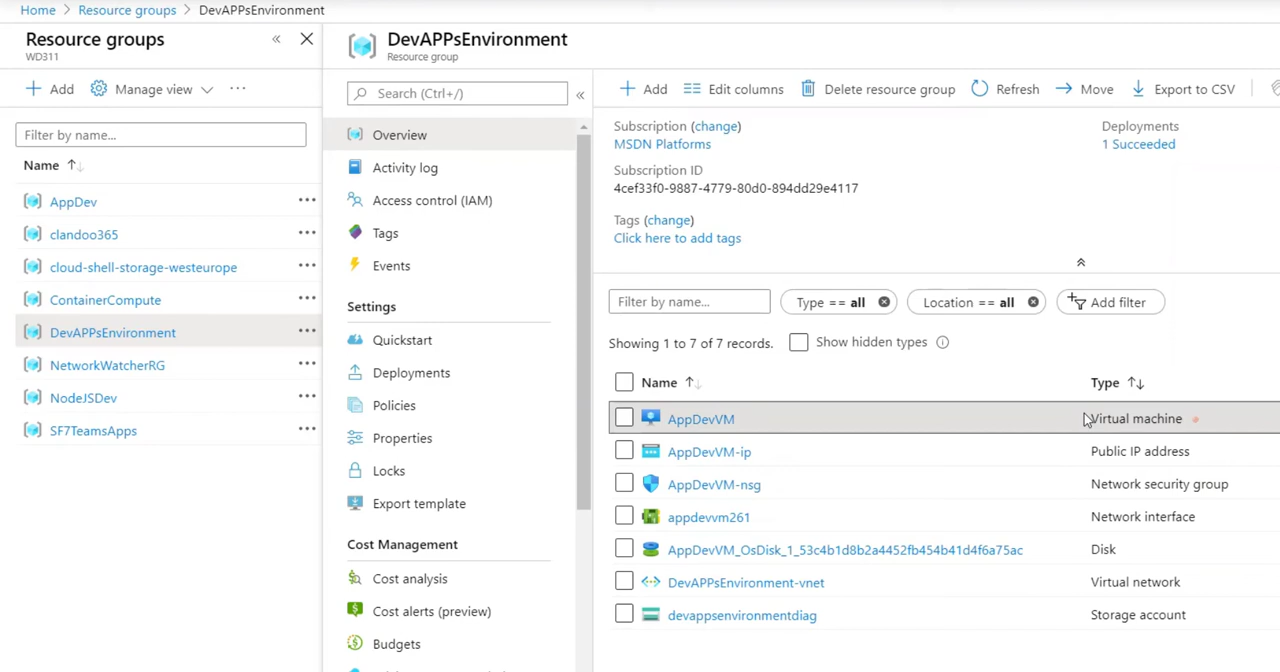 Home > Resource groups > DevAPPsEnvironment
Resource groups
WD311
« ×
+ Add Manage view ···
Filter by name...
Name ↑↓
AppDev ···
clandoo365 ···
cloud-shell-storage-westeurope ···
ContainerCompute ···
DevAPPsEnvironment ···
NetworkWatcherRG ···
NodeJSDev ···
SF7TeamsApps ···
DevAPPsEnvironment
Resource group
Search (Ctrl+/) «
Overview
Activity log
Access control (IAM)
Tags
Events
Settings
Quickstart
Deployments
Policies
Properties
Locks
Export template
Cost Management
Cost analysis
Cost alerts (preview)
Budgets
+ Add Edit columns Delete resource group Refresh Move Export to CSV
Subscription (change)
MSDN Platforms
Subscription ID
4cef33f0-9887-4779-80d0-894dd29e4117
Tags (change)
Click here to add tags
Deployments
1 Succeeded
Filter by name... Type == all Location == all Add filter
Showing 1 to 7 of 7 records. Show hidden types
Name ↑↓ Type ↑↓
AppDevVM Virtual machine
AppDevVM-ip Public IP address
AppDevVM-nsg Network security group
appdevvm261 Network interface
AppDevVM_OsDisk_1_53c4b1d8b2a4452fb454b41d4f6a75ac Disk
DevAPPsEnvironment-vnet Virtual network
devappsenvironmentdiag Storage account